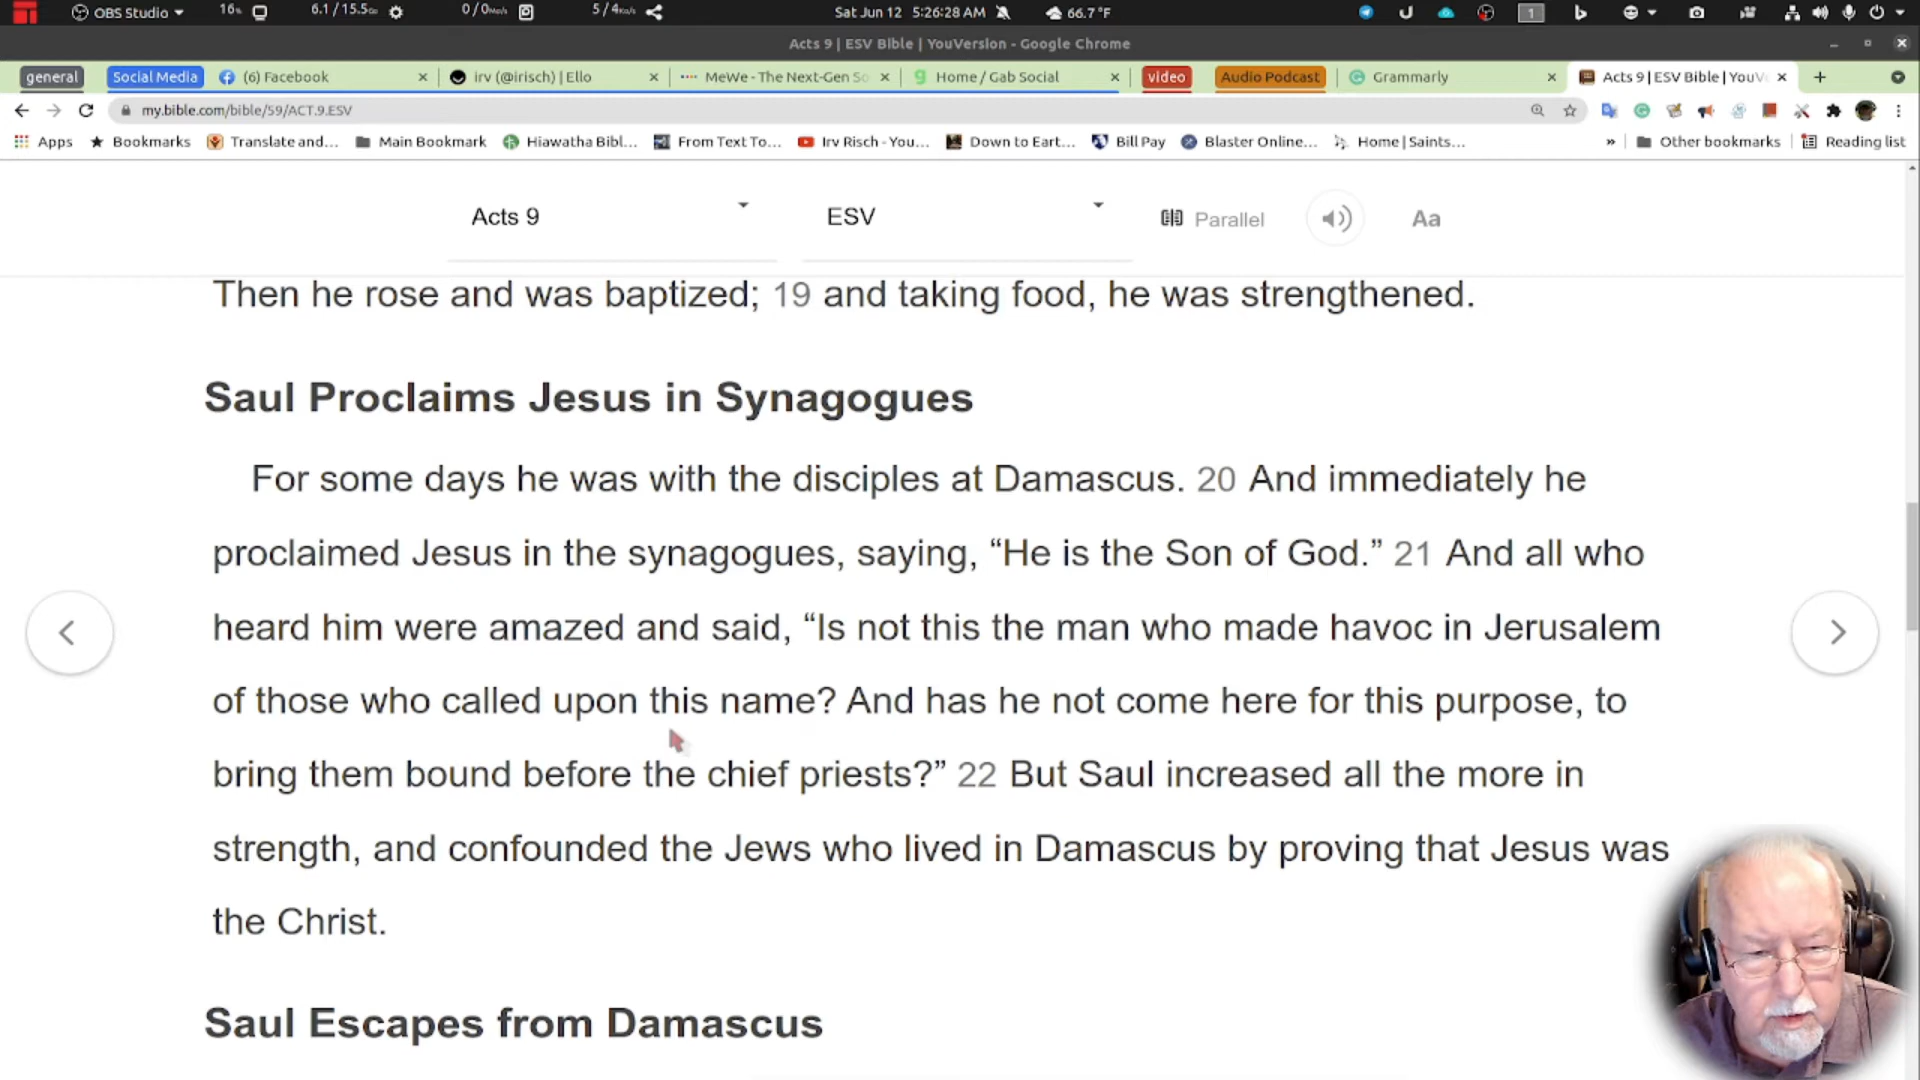 OBS Studio 16% 6.1 / 15.5 0 / 0 5 / 4 Sat Jun 12 5:26:28 AM 66.7°F 1
Acts 9 | ESV Bible | YouVersion - Google Chrome
general Social Media (6) Facebook irv (@irisch) | Ello MeWe - The Next-Gen So Home / Gab Social video Audio Podcast Grammarly Acts 9 | ESV Bible | YouV
my.bible.com/bible/59/ACT.9.ESV
Apps Bookmarks Translate and... Main Bookmark Hiawatha Bibl... From Text To... Irv Risch - You... Down to Eart... Bill Pay Blaster Online... Home | Saints... » Other bookmarks Reading list
Acts 9 ESV Parallel Aa
Then he rose and was baptized; 19 and taking food, he was strengthened.
Saul Proclaims Jesus in Synagogues
For some days he was with the disciples at Damascus. 20 And immediately he
proclaimed Jesus in the synagogues, saying, “He is the Son of God.” 21 And all who
heard him were amazed and said, “Is not this the man who made havoc in Jerusalem
of those who called upon this name? And has he not come here for this purpose, to
bring them bound before the chief priests?” 22 But Saul increased all the more in
strength, and confounded the Jews who lived in Damascus by proving that Jesus was
the Christ.
Saul Escapes from Damascus